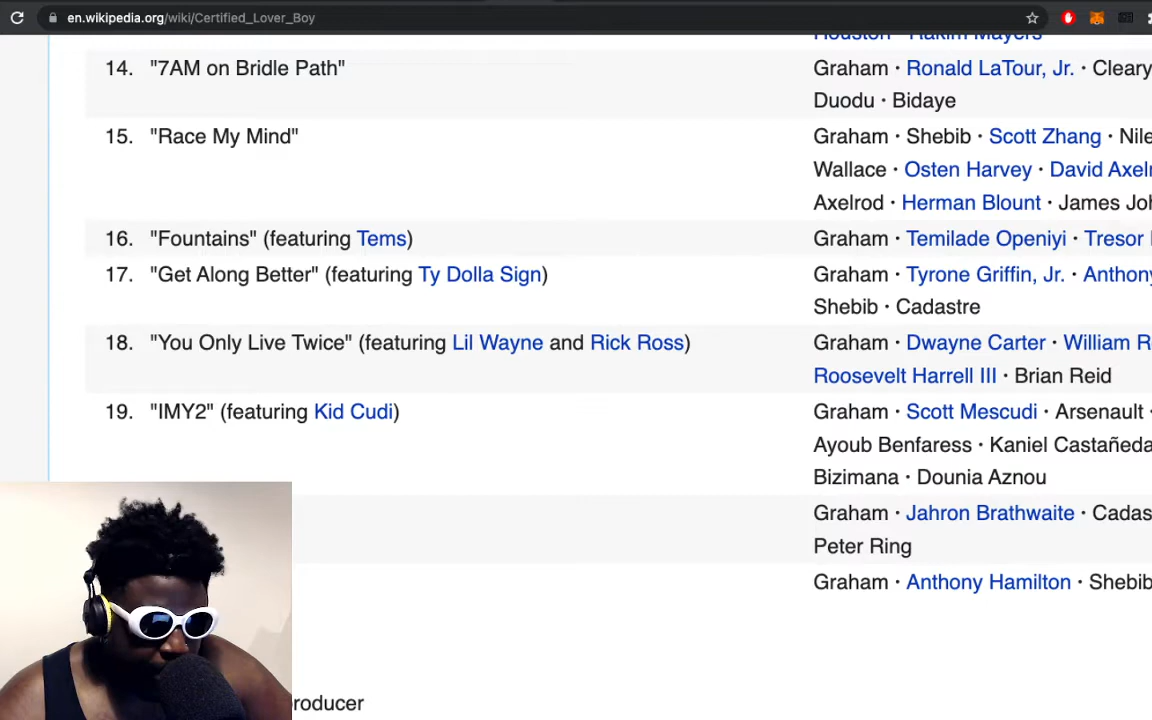 en.wikipedia.org/wiki/Certified_Lover_Boy
Houston · Rakim Mayers
14. "7AM on Bridle Path" Graham · Ronald LaTour, Jr. · Cleary
Duodu · Bidaye
15. "Race My Mind" Graham · Shebib · Scott Zhang · Nile
Wallace · Osten Harvey · David Axelr
Axelrod · Herman Blount · James Joh
16. "Fountains" (featuring Tems) Graham · Temilade Openiyi · Tresor
17. "Get Along Better" (featuring Ty Dolla Sign) Graham · Tyrone Griffin, Jr. · Anthony
Shebib · Cadastre
18. "You Only Live Twice" (featuring Lil Wayne and Rick Ross) Graham · Dwayne Carter · William R
Roosevelt Harrell III · Brian Reid
19. "IMY2" (featuring Kid Cudi) Graham · Scott Mescudi · Arsenault ·
Ayoub Benfaress · Kaniel Castañeda
Bizimana · Dounia Aznou
Graham · Jahron Brathwaite · Cadas
Peter Ring
Graham · Anthony Hamilton · Shebib
roducer